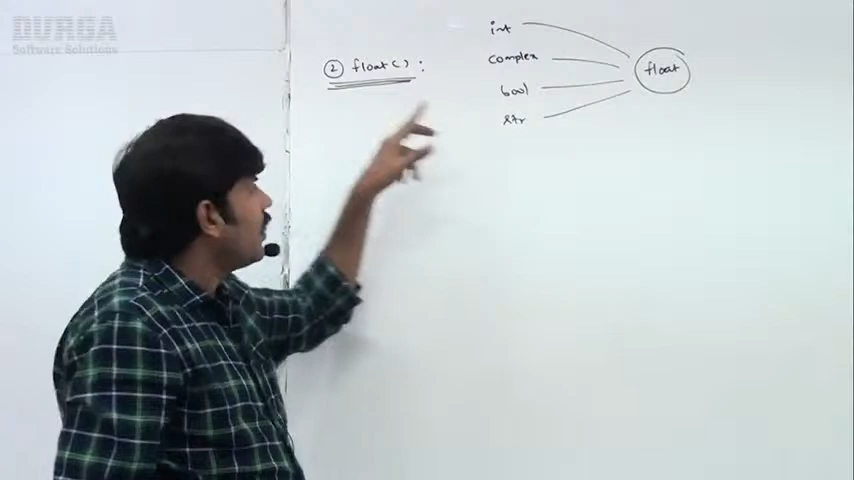 DURGA
Software Solutions
② float() :
int
complex
bool
str
float